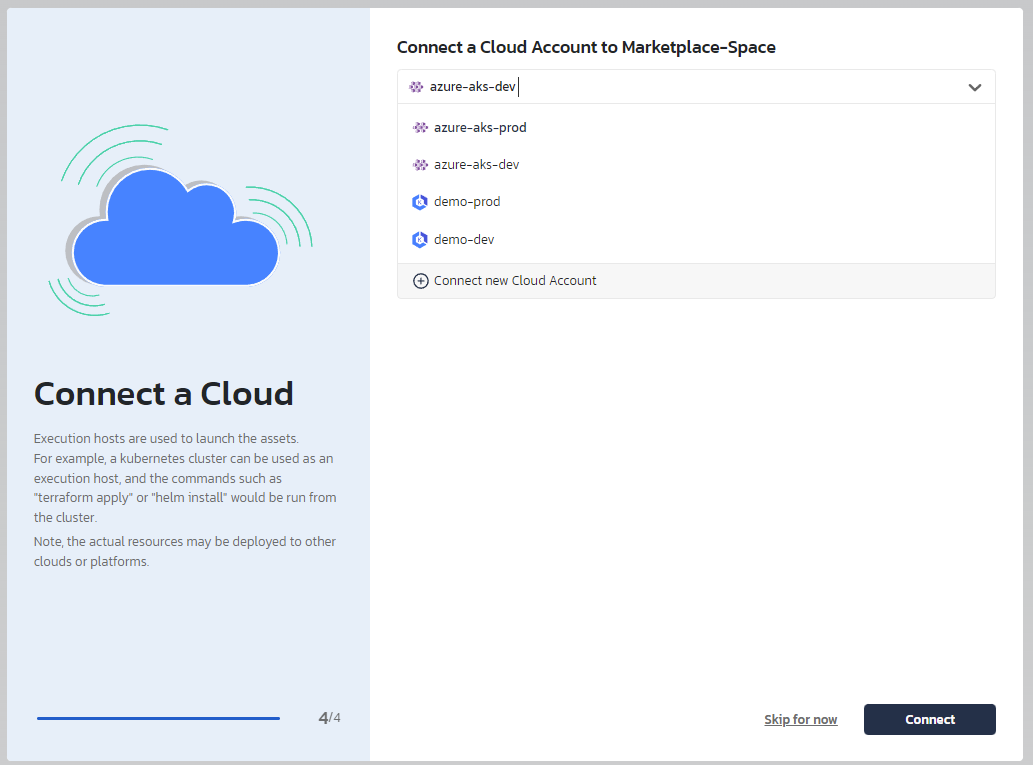 Connect a Cloud
Execution hosts are used to launch the assets.
For example, a kubernetes cluster can be used as an
execution host, and the commands such as
"terraform apply" or "helm install" would be run from
the cluster.
Note, the actual resources may be deployed to other
clouds or platforms.
4/4
Connect a Cloud Account to Marketplace-Space
azure-aks-dev
azure-aks-prod
azure-aks-dev
demo-prod
demo-dev
Connect new Cloud Account
Skip for now
Connect